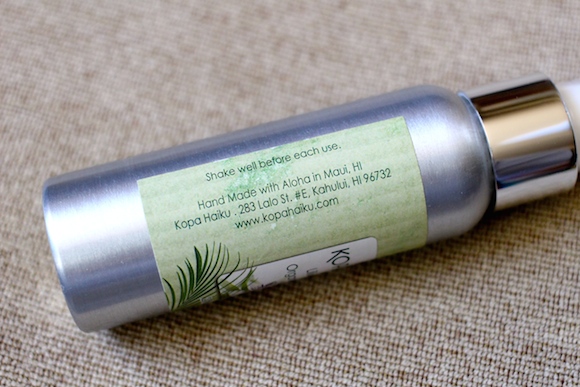 Shake well before each use.
Hand Made with Aloha in Maui, HI
Kopa Haiku . 283 Lalo St. #E, Kahului, HI 96732
www.kopahaiku.com